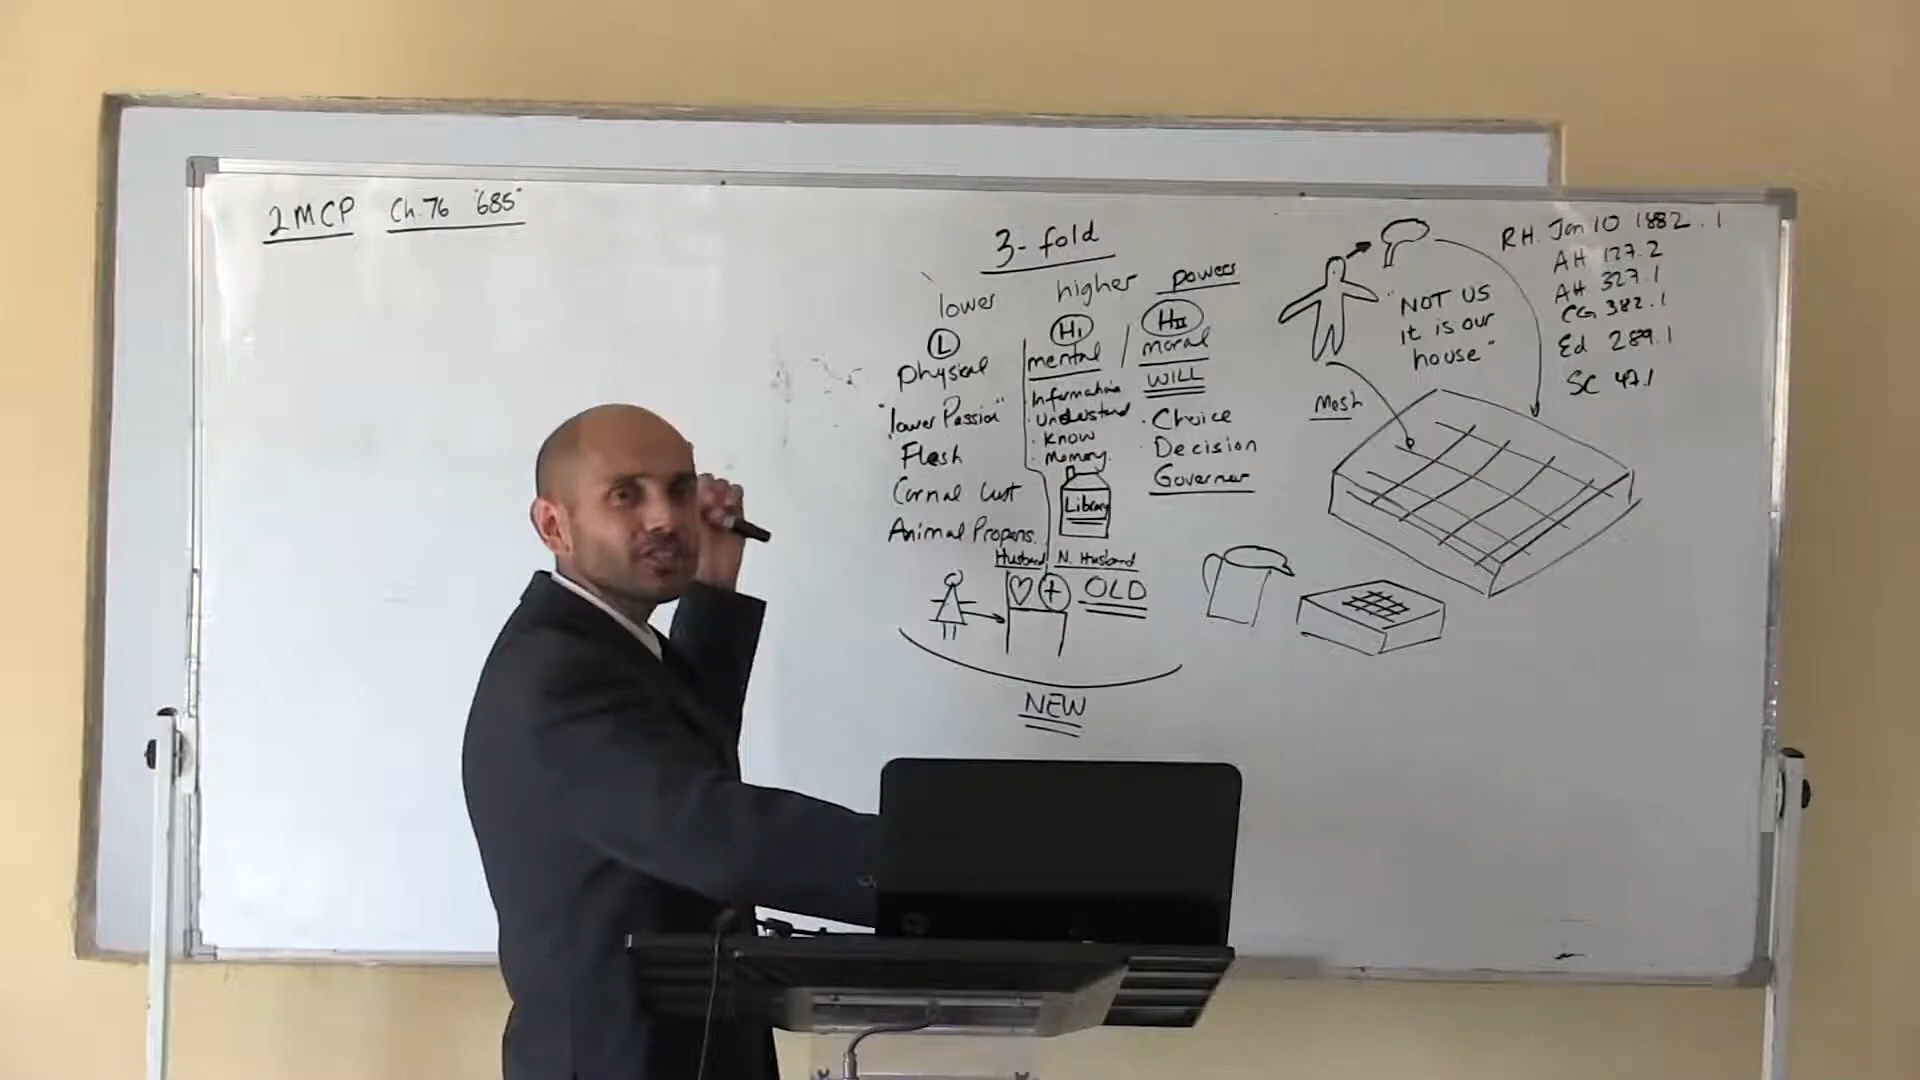 2MCP Ch.76 "685"
3-fold
lower higher powers
L H1 HII
Physical mental / moral
"lower Passion"
Flesh
Carnal lust
Animal Propens.
Information
· Understand
· Know
· Memory
Library
WILL
· Choice
· Decision
Governer
Husband N. Husband
OLD
NEW
"NOT US
it is our
house"
Mesh
RH. Jan 10 1882 . 1
AH 127.2
AH 327.1
CG 382.1
Ed 289.1
SC 47.1